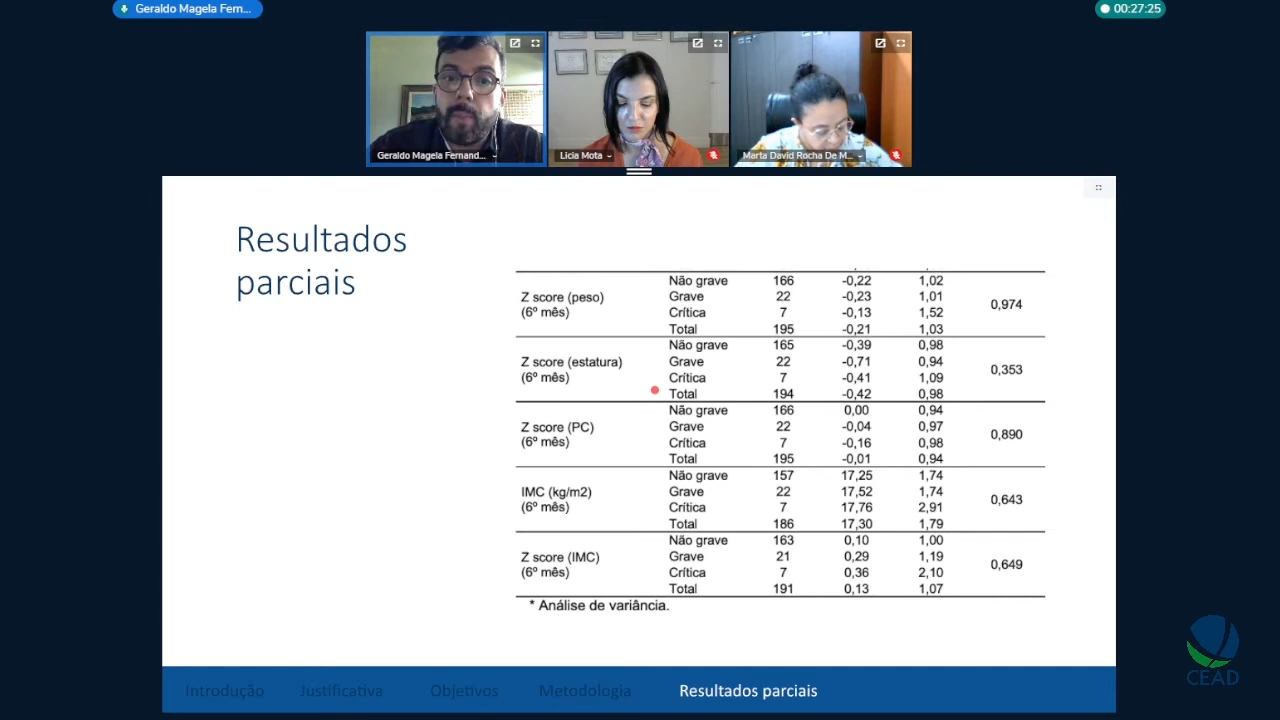 Geraldo Magela Fern...
00:27:25
Geraldo Magela Fernand...
Licia Mota
Marta David Rocha De M...
Resultados
parciais
Não grave 166 -0,22 1,02
Z score (peso) Grave 22 -0,23 1,01 0,974
(6º mês) Crítica 7 -0,13 1,52
Total 195 -0,21 1,03
Não grave 165 -0,39 0,98
Z score (estatura) Grave 22 -0,71 0,94 0,353
(6º mês) Crítica 7 -0,41 1,09
Total 194 -0,42 0,98
Não grave 166 0,00 0,94
Z score (PC) Grave 22 -0,04 0,97 0,890
(6º mês) Crítica 7 -0,16 0,98
Total 195 -0,01 0,94
Não grave 157 17,25 1,74
IMC (kg/m2) Grave 22 17,52 1,74 0,643
(6º mês) Crítica 7 17,76 2,91
Total 186 17,30 1,79
Não grave 163 0,10 1,00
Z score (IMC) Grave 21 0,29 1,19 0,649
(6º mês) Crítica 7 0,36 2,10
Total 191 0,13 1,07
* Análise de variância.
Introdução Justificativa Objetivos Metodologia Resultados parciais
CEAD